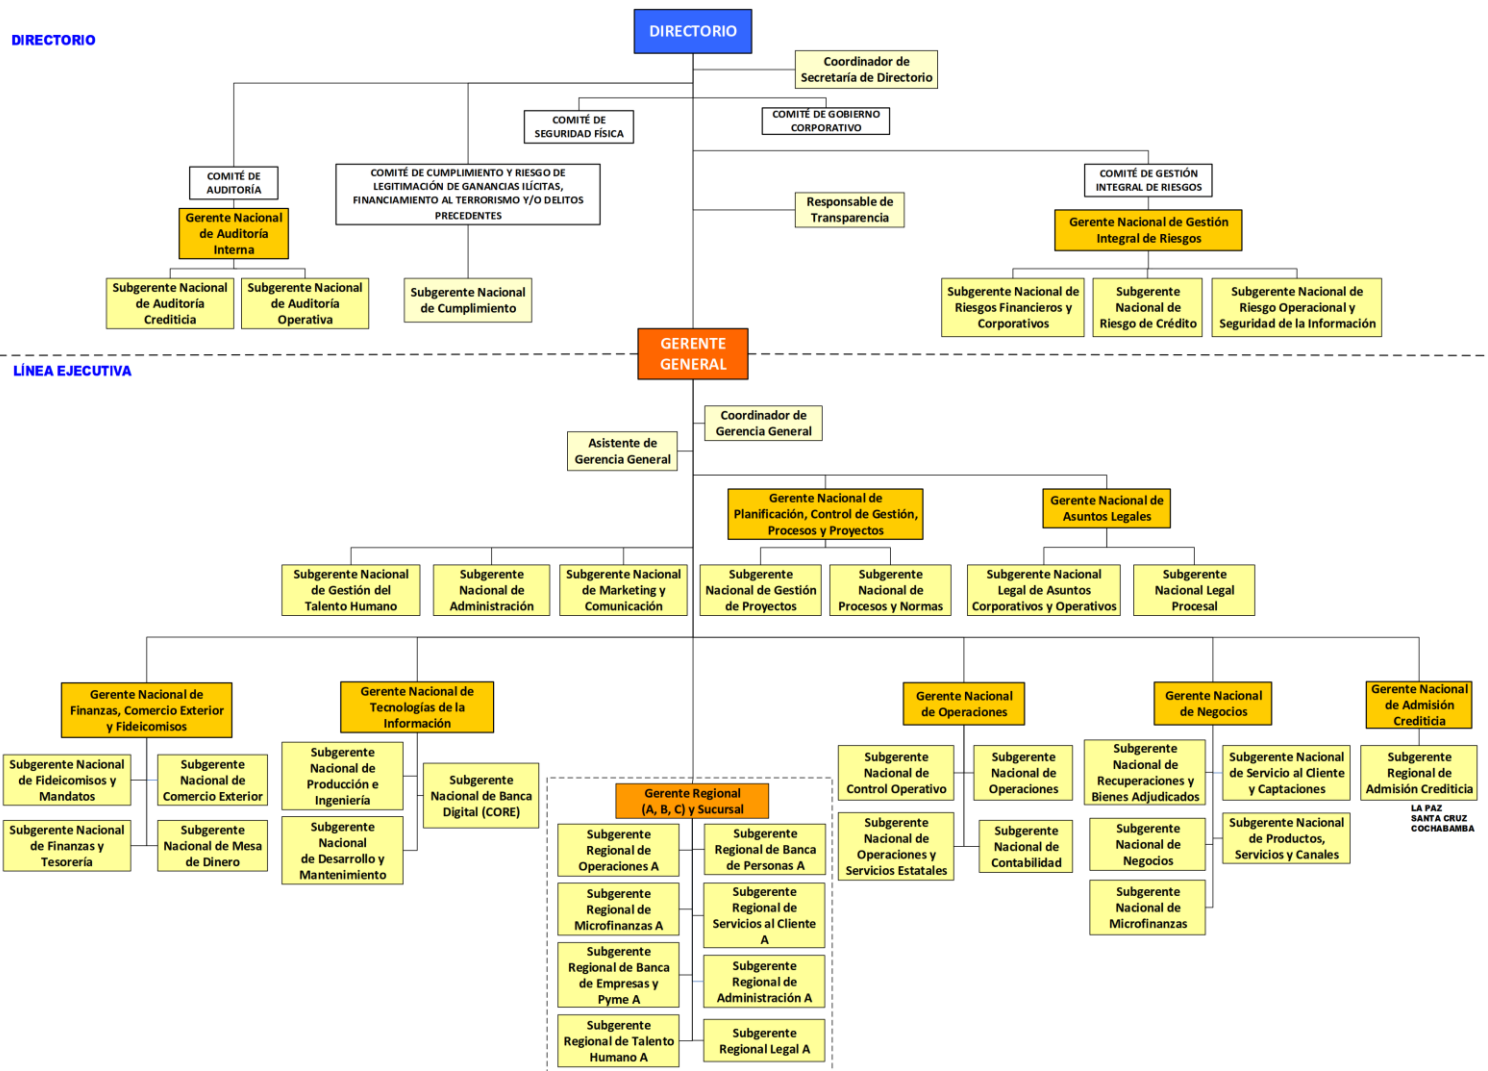 DIRECTORIO
DIRECTORIO
Coordinador de
Secretaría de Directorio
COMITÉ DE
SEGURIDAD FÍSICA
COMITÉ DE GOBIERNO
CORPORATIVO
COMITÉ DE
AUDITORÍA
COMITÉ DE CUMPLIMIENTO Y RIESGO DE
LEGITIMACIÓN DE GANANCIAS ILÍCITAS,
FINANCIAMIENTO AL TERRORISMO Y/O DELITOS
PRECEDENTES
COMITÉ DE GESTIÓN
INTEGRAL DE RIESGOS
Responsable de
Transparencia
Gerente Nacional
de Auditoría
Interna
Gerente Nacional de Gestión
Integral de Riesgos
Subgerente Nacional
de Auditoría
Crediticia
Subgerente Nacional
de Auditoría
Operativa
Subgerente Nacional
de Cumplimiento
Subgerente Nacional de
Riesgos Financieros y
Corporativos
Subgerente
Nacional de
Riesgo de Crédito
Subgerente Nacional de
Riesgo Operacional y
Seguridad de la Información
GERENTE
GENERAL
LÍNEA EJECUTIVA
Coordinador de
Gerencia General
Asistente de
Gerencia General
Gerente Nacional de
Planificación, Control de Gestión,
Procesos y Proyectos
Gerente Nacional de
Asuntos Legales
Subgerente Nacional
de Gestión del
Talento Humano
Subgerente
Nacional de
Administración
Subgerente Nacional
de Marketing y
Comunicación
Subgerente
Nacional de Gestión
de Proyectos
Subgerente
Nacional de
Procesos y Normas
Subgerente Nacional
Legal de Asuntos
Corporativos y Operativos
Subgerente
Nacional Legal
Procesal
Gerente Nacional de
Finanzas, Comercio Exterior
y Fideicomisos
Gerente Nacional de
Tecnologías de la
Información
Gerente Nacional
de Operaciones
Gerente Nacional
de Negocios
Gerente Nacional
de Admisión
Crediticia
Subgerente Nacional
de Fideicomisos y
Mandatos
Subgerente
Nacional de
Comercio Exterior
Subgerente Nacional
de Finanzas y
Tesorería
Subgerente
Nacional de Mesa
de Dinero
Subgerente
Nacional de
Producción e
Ingeniería
Subgerente
Nacional de Banca
Digital (CORE)
Subgerente
Nacional
de Desarrollo y
Mantenimiento
Gerente Regional
(A, B, C) y Sucursal
Subgerente
Regional de
Operaciones A
Subgerente
Regional de Banca
de Personas A
Subgerente
Regional de
Microfinanzas A
Subgerente
Regional de
Servicios al Cliente
A
Subgerente
Regional de Banca
de Empresas y
Pyme A
Subgerente
Regional de
Administración A
Subgerente
Regional de Talento
Humano A
Subgerente
Regional Legal A
Subgerente
Nacional de
Control Operativo
Subgerente
Nacional de
Operaciones
Subgerente
Nacional de
Operaciones y
Servicios Estatales
Subgerente
Nacional de
Contabilidad
Subgerente
Nacional de
Recuperaciones y
Bienes Adjudicados
Subgerente Nacional
de Servicio al Cliente
y Captaciones
Subgerente
Nacional de
Negocios
Subgerente Nacional
de Productos,
Servicios y Canales
Subgerente
Nacional de
Microfinanzas
Subgerente
Regional de
Admisión Crediticia
LA PAZ
SANTA CRUZ
COCHABAMBA